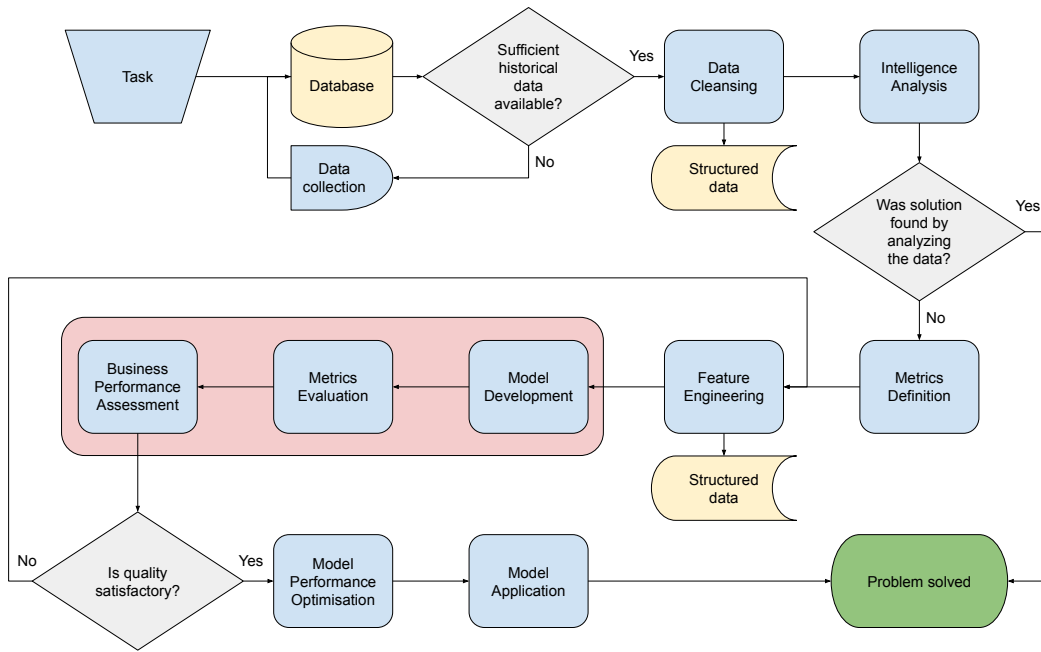 Task
Database
Sufficient
historical
data
available?
Yes
No
Data
collection
Data
Cleansing
Structured
data
Intelligence
Analysis
Was solution
found by
analyzing
the data?
Yes
No
Metrics
Definition
Feature
Engineering
Structured
data
Model
Development
Metrics
Evaluation
Business
Performance
Assessment
Is quality
satisfactory?
No
Yes
Model
Performance
Optimisation
Model
Application
Problem solved